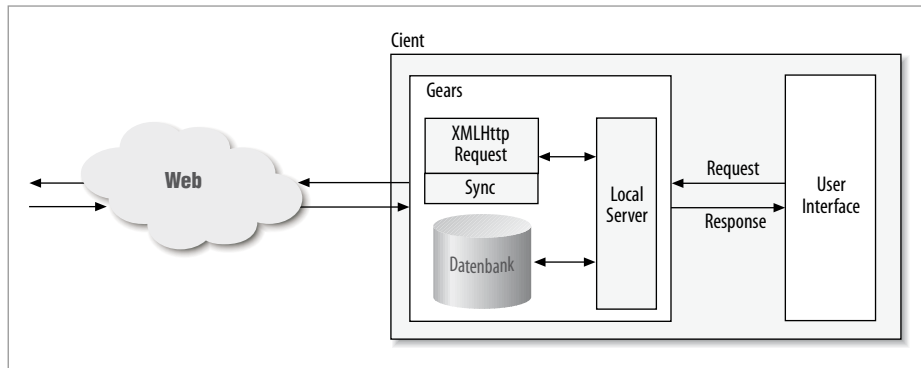 Cient
Gears
XMLHttp
Request
Sync
Local
Server
Datenbank
Web
Request
Response
User
Interface